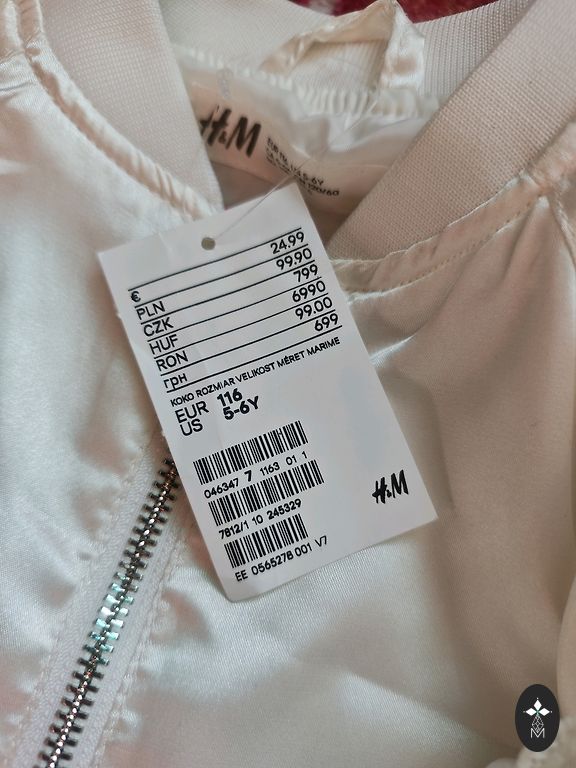 H&M
€ 24.99
PLN 99.90
CZK 799
HUF 6990
RON 99.00
грн 699
KOKO ROZMIAR VELIKOST MÉRET MARIME
EUR 116
US 5-6Y
046347 7 1163 01 1
7812/1 10 245329
EE 0565278 001 V7
H&M
M